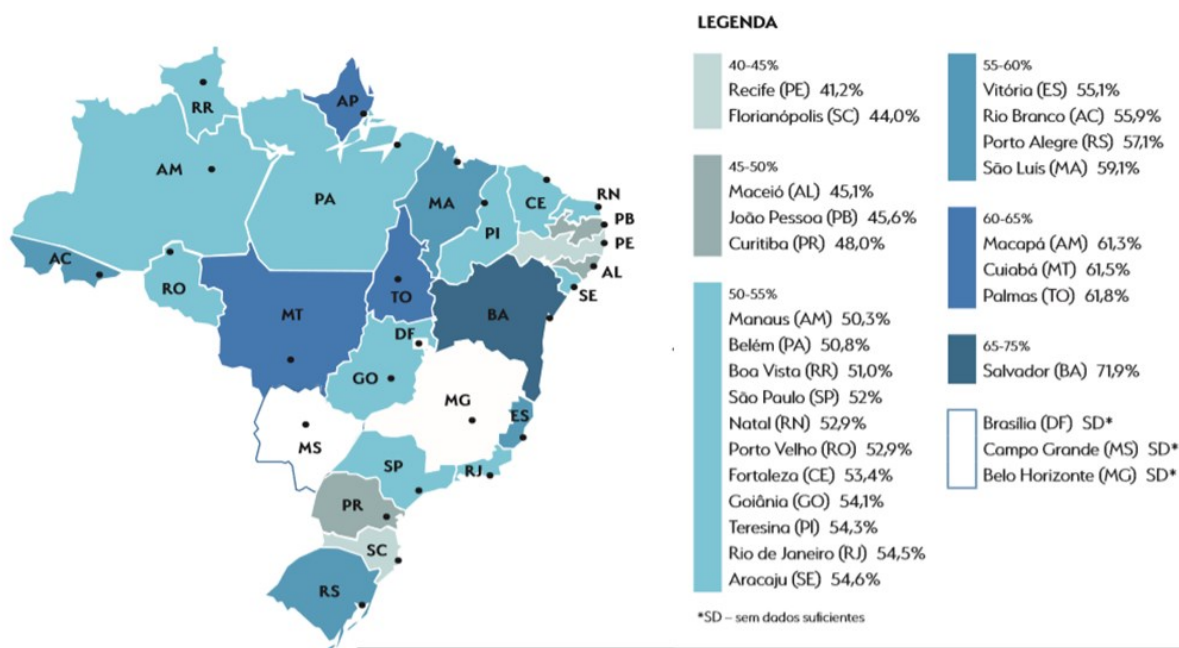 RR
AP
AM
PA
MA
CE
RN
PB
PE
AL
SE
PI
AC
RO
TO
MT
BA
DF
GO
MG
ES
MS
SP
RJ
PR
SC
RS
LEGENDA
40-45%
Recife (PE) 41,2%
Florianópolis (SC) 44,0%
45-50%
Maceió (AL) 45,1%
João Pessoa (PB) 45,6%
Curitiba (PR) 48,0%
50-55%
Manaus (AM) 50,3%
Belém (PA) 50,8%
Boa Vista (RR) 51,0%
São Paulo (SP) 52%
Natal (RN) 52,9%
Porto Velho (RO) 52,9%
Fortaleza (CE) 53,4%
Goiânia (GO) 54,1%
Teresina (PI) 54,3%
Rio de Janeiro (RJ) 54,5%
Aracaju (SE) 54,6%
55-60%
Vitória (ES) 55,1%
Rio Branco (AC) 55,9%
Porto Alegre (RS) 57,1%
São Luís (MA) 59,1%
60-65%
Macapá (AM) 61,3%
Cuiabá (MT) 61,5%
Palmas (TO) 61,8%
65-75%
Salvador (BA) 71,9%
Brasília (DF) SD*
Campo Grande (MS) SD*
Belo Horizonte (MG) SD*
*SD – sem dados suficientes